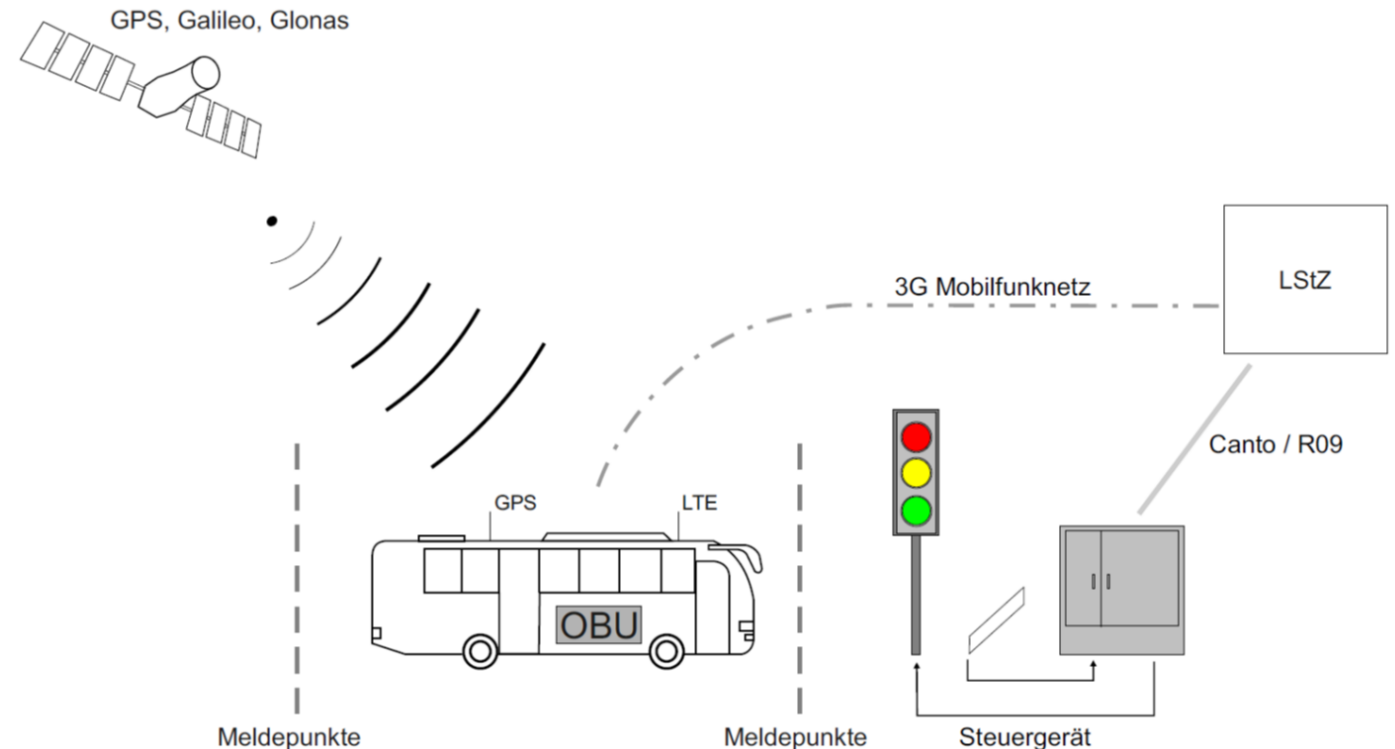 GPS, Galileo, Glonas
3G Mobilfunknetz
LStZ
Canto / R09
GPS
LTE
OBU
Meldepunkte
Meldepunkte
Steuergerät